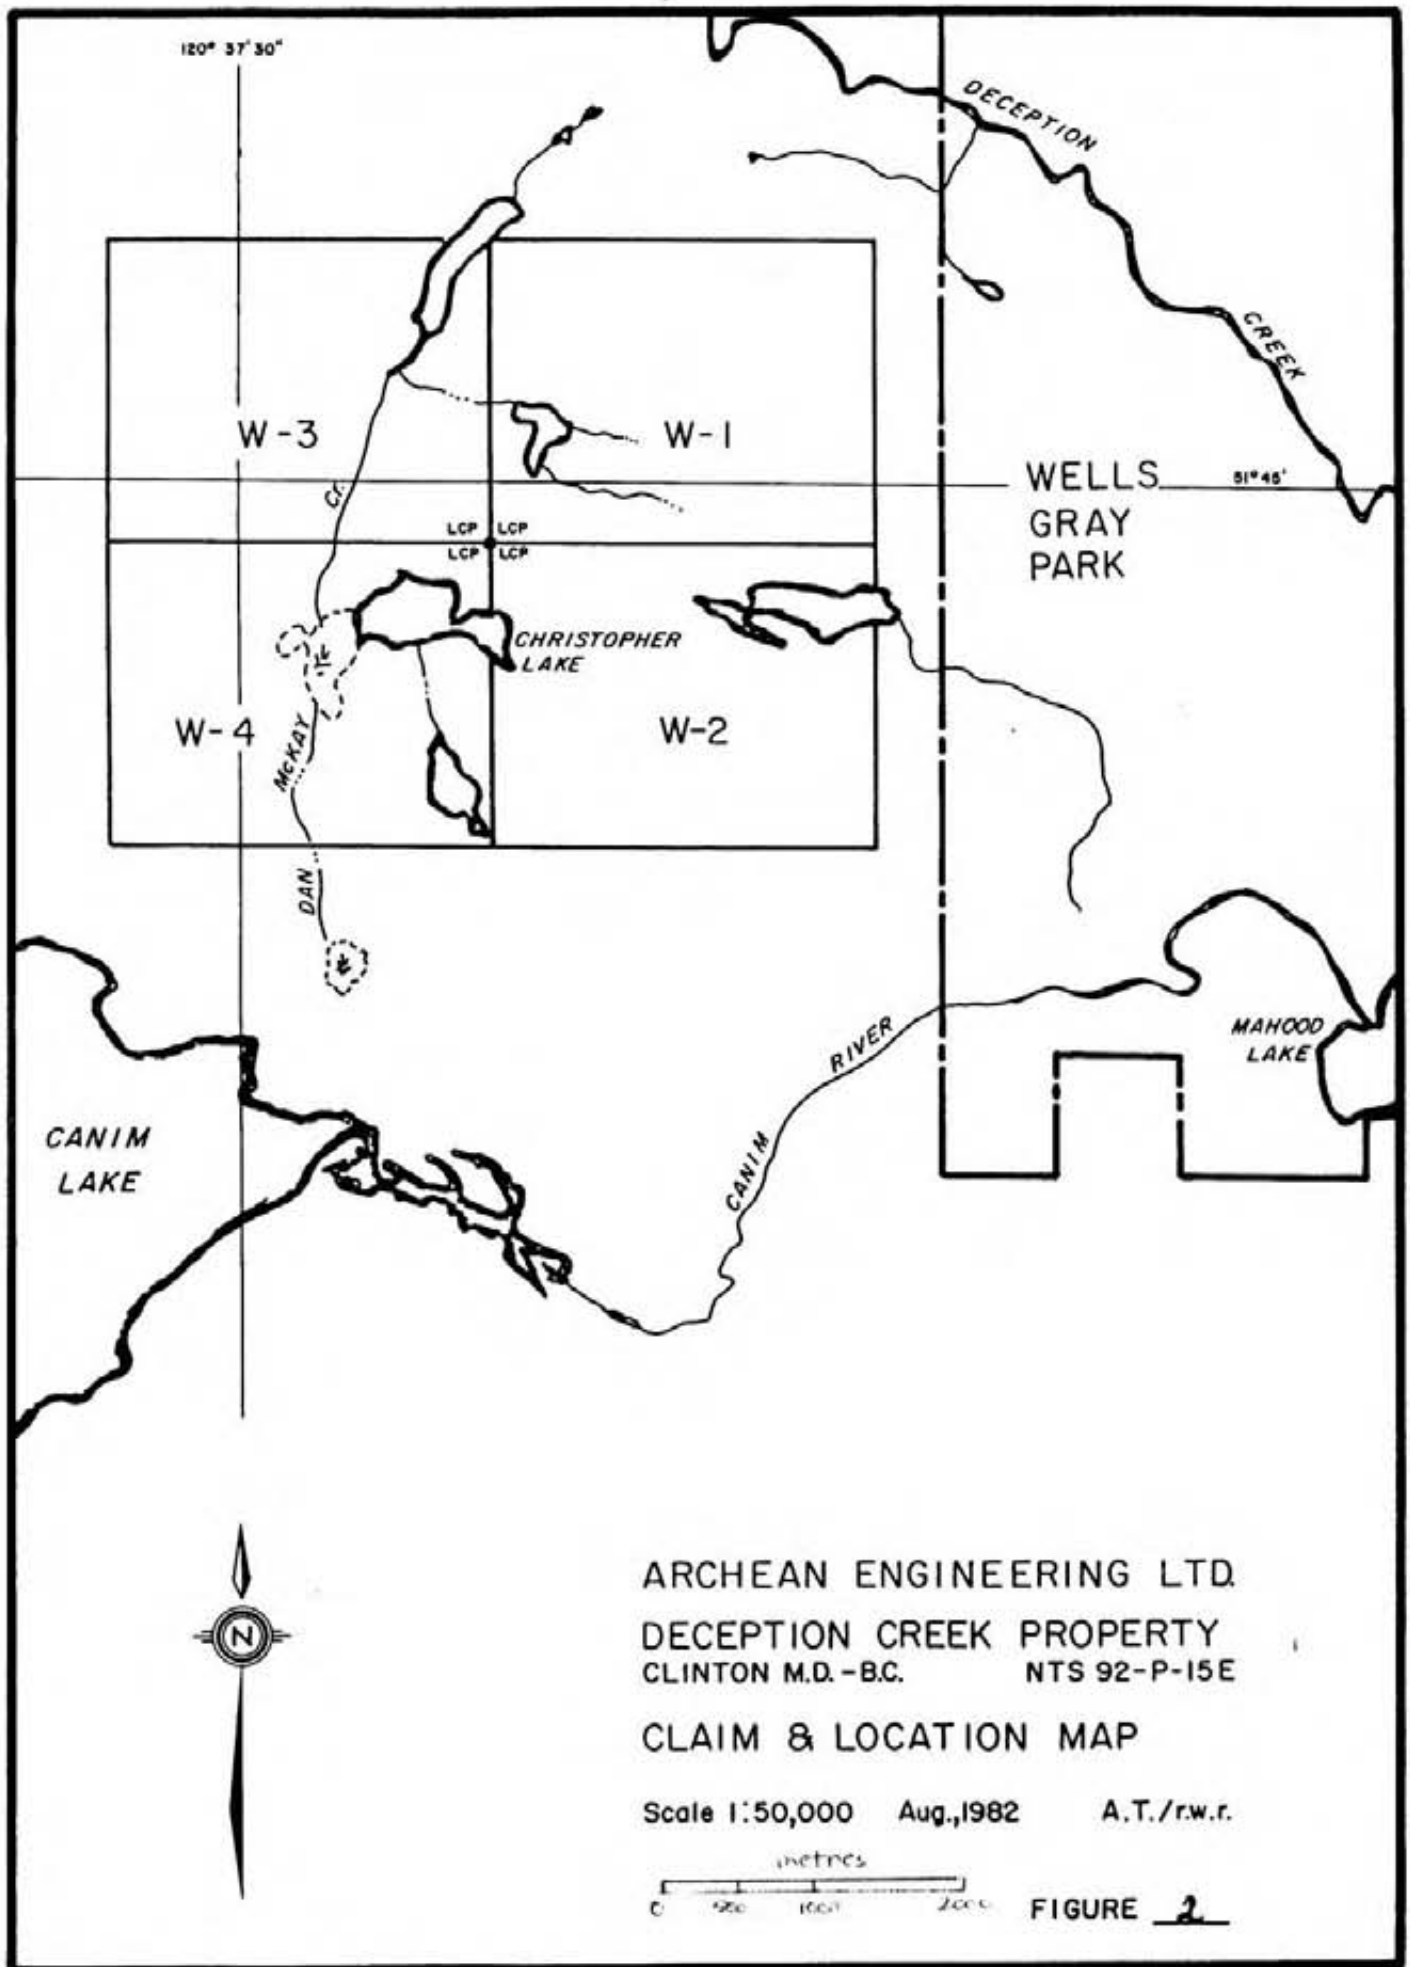 120° 37' 30"
DECEPTION
CREEK
W-3
W-1
WELLS
GRAY
PARK
51° 45'
Cr.
LCP LCP
LCP LCP
CHRISTOPHER
LAKE
W-4
W-2
McKAY
DAN
MAHOOD
LAKE
RIVER
CANIM
CANIM
LAKE
N
ARCHEAN ENGINEERING LTD.
DECEPTION CREEK PROPERTY
CLINTON M.D. - B.C. NTS 92-P-15E
CLAIM & LOCATION MAP
Scale 1:50,000 Aug.,1982 A.T./r.w.r.
metres
0 500 1000 2000
FIGURE 2